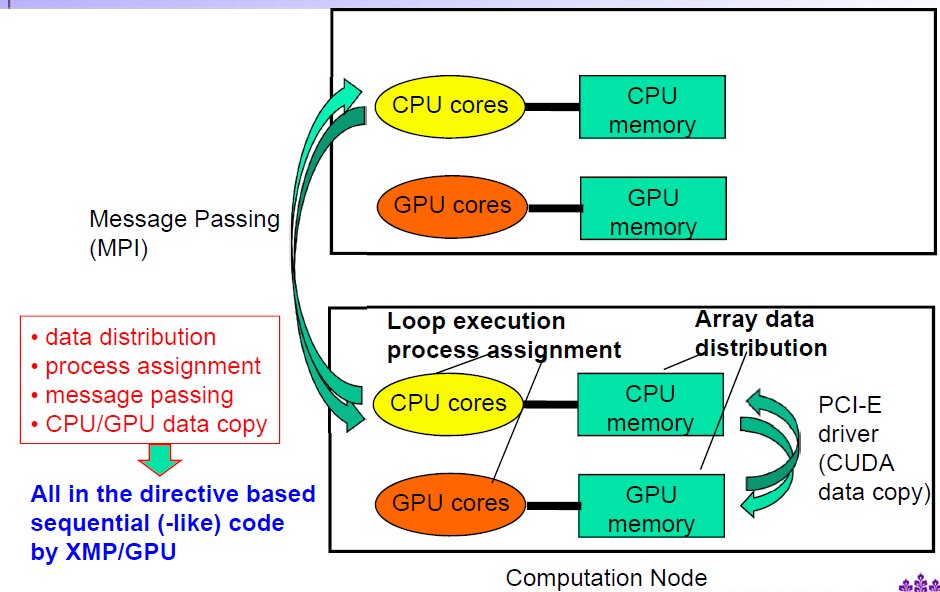 CPU cores
CPU
memory
GPU cores
GPU
memory
Message Passing
(MPI)
• data distribution
• process assignment
• message passing
• CPU/GPU data copy
All in the directive based
sequential (-like) code
by XMP/GPU
Loop execution
process assignment
Array data
distribution
CPU cores
CPU
memory
GPU cores
GPU
memory
PCI-E
driver
(CUDA
data copy)
Computation Node